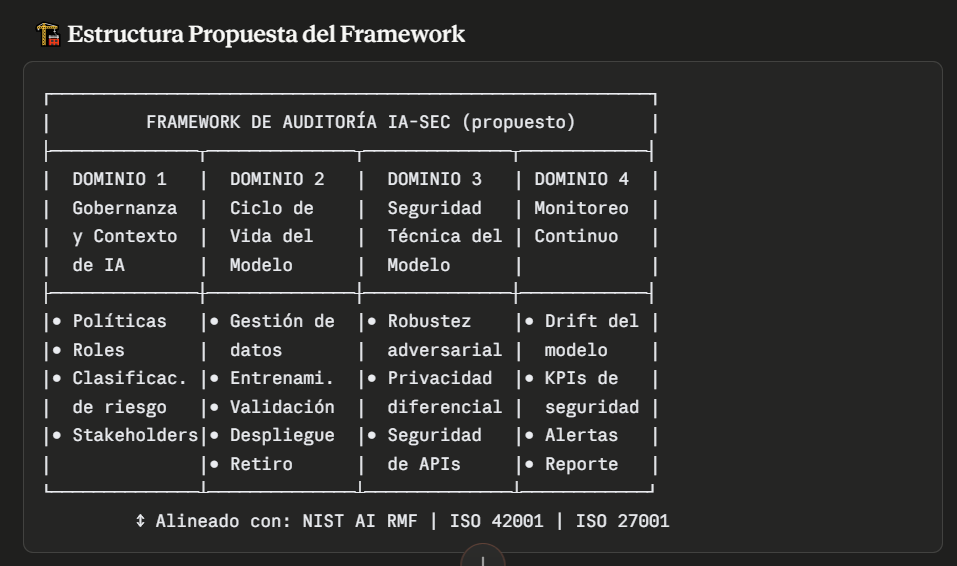 🏗️ Estructura Propuesta del Framework
FRAMEWORK DE AUDITORÍA IA-SEC (propuesto)
DOMINIO 1 | DOMINIO 2 | DOMINIO 3 | DOMINIO 4
Gobernanza | Ciclo de | Seguridad | Monitoreo
y Contexto | Vida del | Técnica del | Continuo
de IA | Modelo | Modelo |
• Políticas | • Gestión de | • Robustez | • Drift del
• Roles | datos | adversarial | modelo
• Clasificac. | • Entrenami. | • Privacidad | • KPIs de
de riesgo | • Validación | diferencial | seguridad
• Stakeholders | • Despliegue | • Seguridad | • Alertas
| • Retiro | de APIs | • Reporte
↕ Alineado con: NIST AI RMF | ISO 42001 | ISO 27001